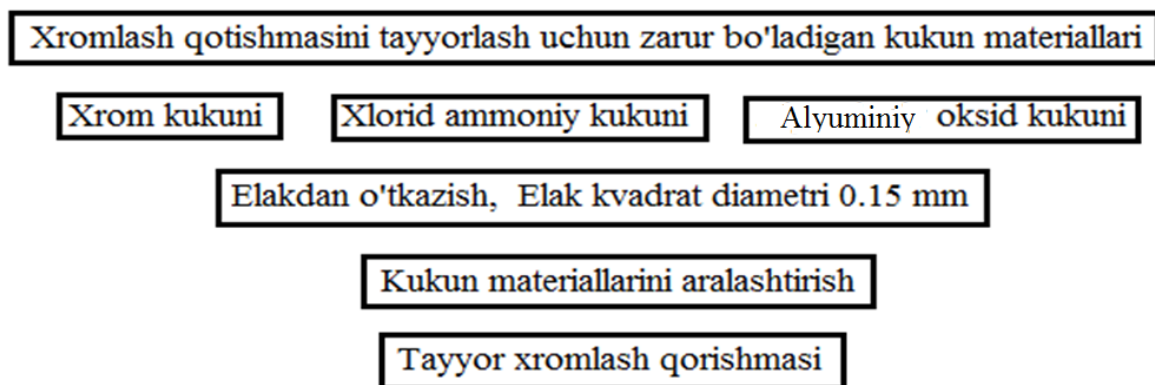 Xromlash qotishmasini tayyorlash uchun zarur bo'ladigan kukun materiallari
Xrom kukuni
Xlorid ammoniy kukuni
Alyuminiy oksid kukuni
Elakdan o'tkazish, Elak kvadrat diametri 0.15 mm
Kukun materiallarini aralashtirish
Tayyor xromlash qorishmasi